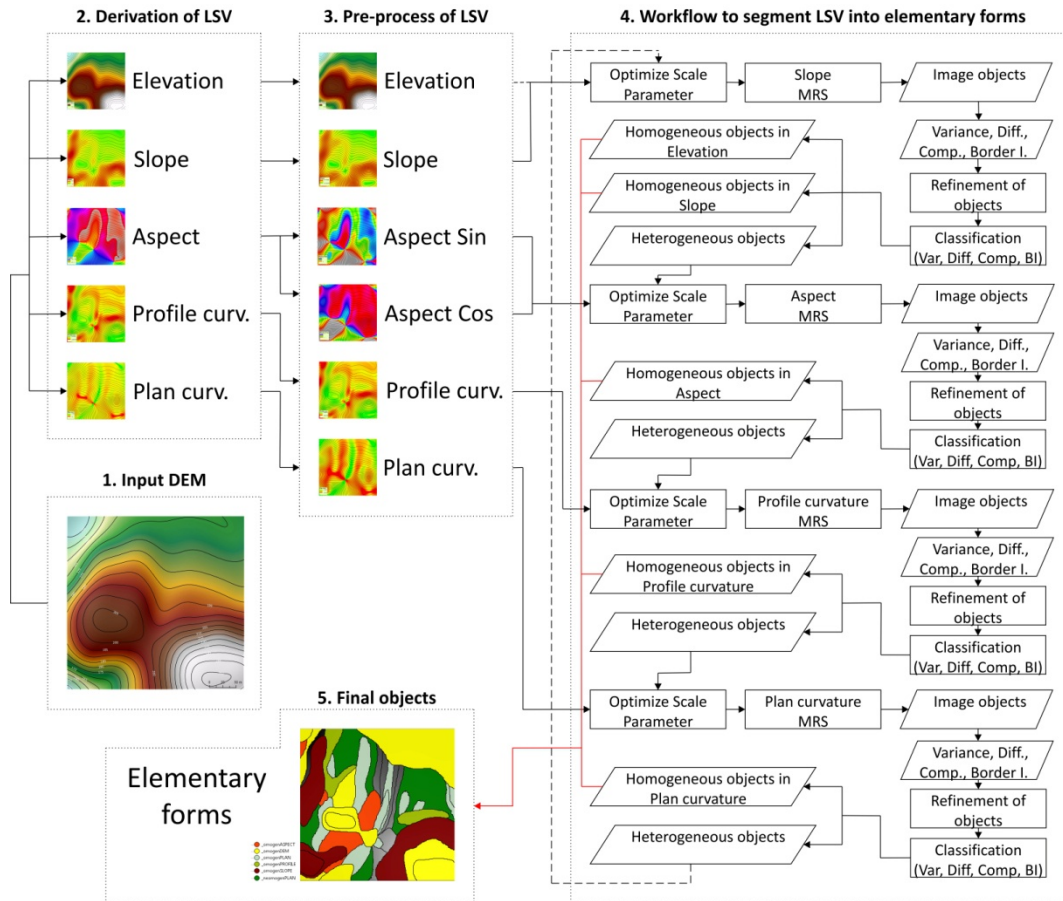 2. Derivation of LSV
Elevation
Slope
Aspect
Profile curv.
Plan curv.
1. Input DEM
3. Pre-process of LSV
Elevation
Slope
Aspect Sin
Aspect Cos
Profile curv.
Plan curv.
4. Workflow to segment LSV into elementary forms
Optimize Scale
Parameter
Slope
MRS
Image objects
Variance, Diff.,
Comp., Border I.
Refinement of
objects
Classification
(Var, Diff, Comp, BI)
Homogeneous objects in
Elevation
Homogeneous objects in
Slope
Heterogeneous objects
Optimize Scale
Parameter
Aspect
MRS
Image objects
Variance, Diff.,
Comp., Border I.
Refinement of
objects
Classification
(Var, Diff, Comp, BI)
Homogeneous objects in
Aspect
Heterogeneous objects
Optimize Scale
Parameter
Profile curvature
MRS
Image objects
Variance, Diff.,
Comp., Border I.
Refinement of
objects
Classification
(Var, Diff, Comp, BI)
Homogeneous objects in
Profile curvature
Heterogeneous objects
Optimize Scale
Parameter
Plan curvature
MRS
Image objects
Variance, Diff.,
Comp., Border I.
Refinement of
objects
Classification
(Var, Diff, Comp, BI)
Homogeneous objects in
Plan curvature
Heterogeneous objects
5. Final objects
Elementary
forms